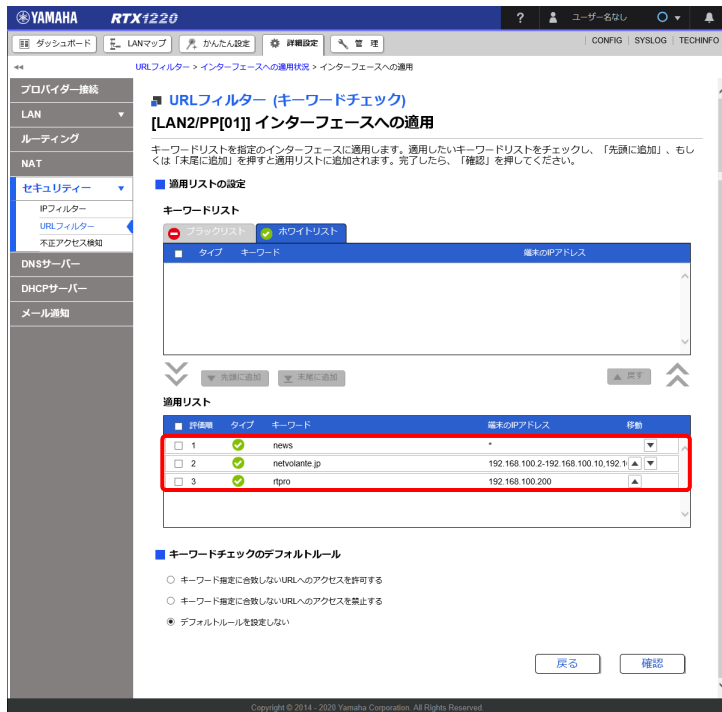 YAMAHA RTX1220 ? ユーザー名なし
ダッシュボード LANマップ かんたん設定 詳細設定 管 理 CONFIG SYSLOG TECHINFO
URLフィルター > インターフェースへの適用状況 > インターフェースへの適用
プロバイダー接続
LAN
ルーティング
NAT
セキュリティー
IPフィルター
URLフィルター
不正アクセス検知
DNSサーバー
DHCPサーバー
メール通知
URLフィルター (キーワードチェック)
[LAN2/PP[01]] インターフェースへの適用
キーワードリストを指定のインターフェースに適用します。適用したいキーワードリストをチェックし、「先頭に追加」、もし
くは「末尾に追加」を押すと適用リストに追加されます。完了したら、「確認」を押してください。
適用リストの設定
キーワードリスト
ブラックリスト ホワイトリスト
タイプ キーワード 端末のIPアドレス
先頭に追加 末尾に追加 戻す
適用リスト
評価順 タイプ キーワード 端末のIPアドレス 移動
1 news *
2 netvolante.jp 192.168.100.2-192.168.100.10,192.1
3 rtpro 192.168.100.200
キーワードチェックのデフォルトルール
キーワード指定に合致しないURLへのアクセスを許可する
キーワード指定に合致しないURLへのアクセスを禁止する
デフォルトルールを設定しない
戻る 確認
Copyright © 2014 - 2020 Yamaha Corporation. All Rights Reserved.